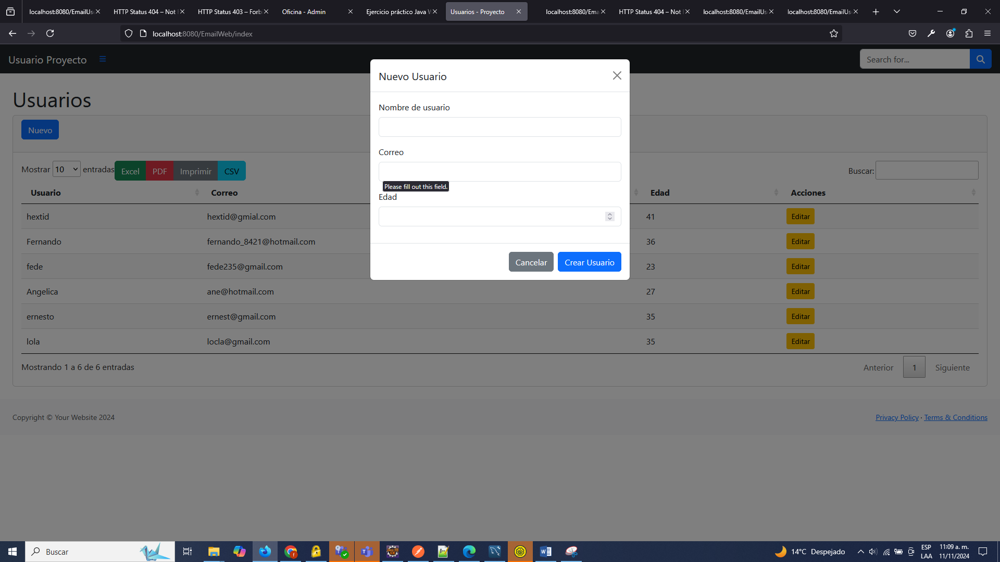 localhost:8080/EmailUs
HTTP Status 404 – Not
HTTP Status 403 – Forb
Oficina - Admin
Ejercicio práctico Java
Usuarios - Proyecto
localhost:8080/Ema
HTTP Status 404 – Not
localhost:8080/EmailUs
localhost:8080/EmailUs
localhost:8080/EmailWeb/index
Usuario Proyecto
Search for...
Nuevo Usuario
Nombre de usuario
Correo
Please fill out this field.
Edad
Cancelar Crear Usuario
Usuarios
Nuevo
Mostrar 10 entradas Excel PDF Imprimir CSV Buscar:
Usuario Correo Edad Acciones
hextid hextid@gmial.com 41 Editar
Fernando fernando_8421@hotmail.com 36 Editar
fede fede235@gmail.com 23 Editar
Angelica ane@hotmail.com 27 Editar
ernesto ernest@gmail.com 35 Editar
lola locla@gmail.com 35 Editar
Mostrando 1 a 6 de 6 entradas Anterior 1 Siguiente
Copyright © Your Website 2024 Privacy Policy · Terms & Conditions
Buscar
14°C Despejado
ESP
LAA
11:09 a. m.
11/11/2024